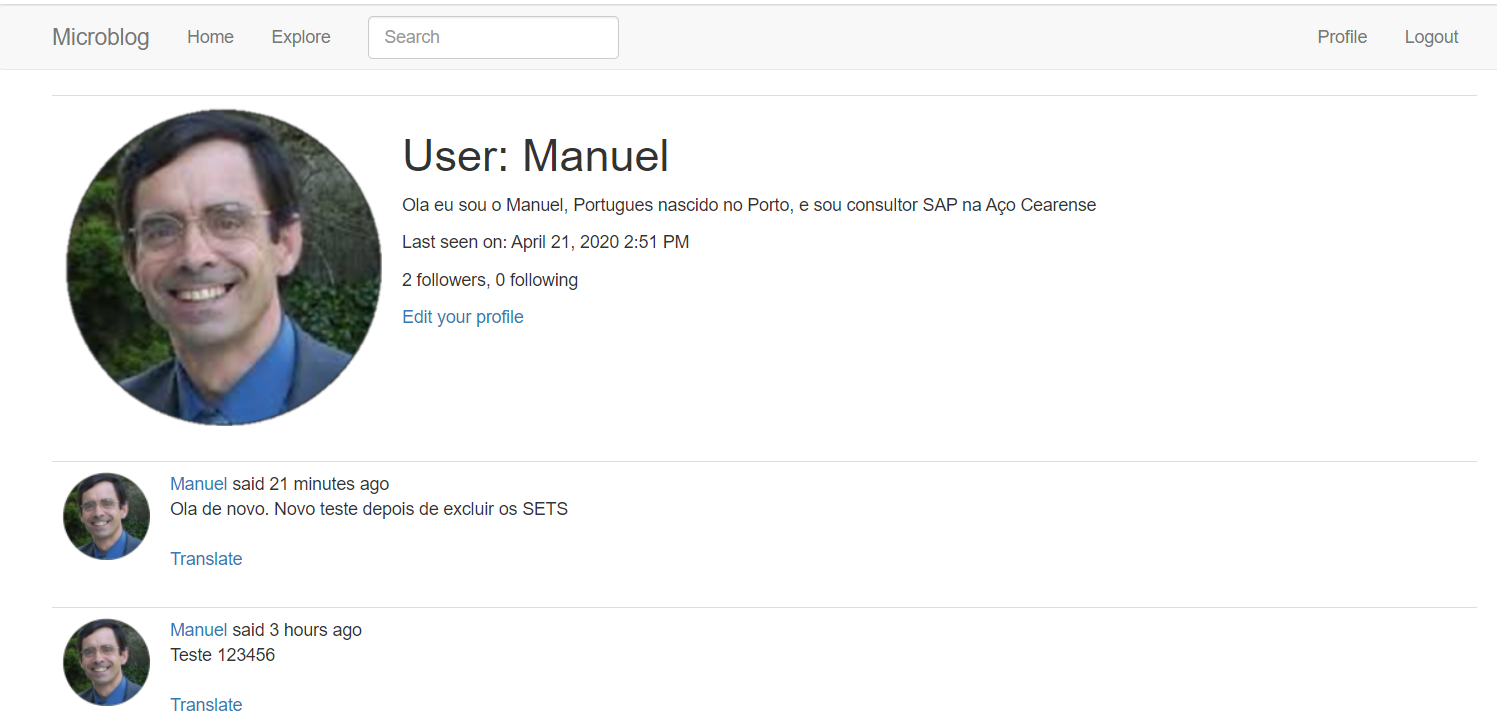 Microblog Home Explore Search Profile Logout
User: Manuel
Ola eu sou o Manuel, Portugues nascido no Porto, e sou consultor SAP na Aço Cearense
Last seen on: April 21, 2020 2:51 PM
2 followers, 0 following
Edit your profile
Manuel said 21 minutes ago
Ola de novo. Novo teste depois de excluir os SETS
Translate
Manuel said 3 hours ago
Teste 123456
Translate